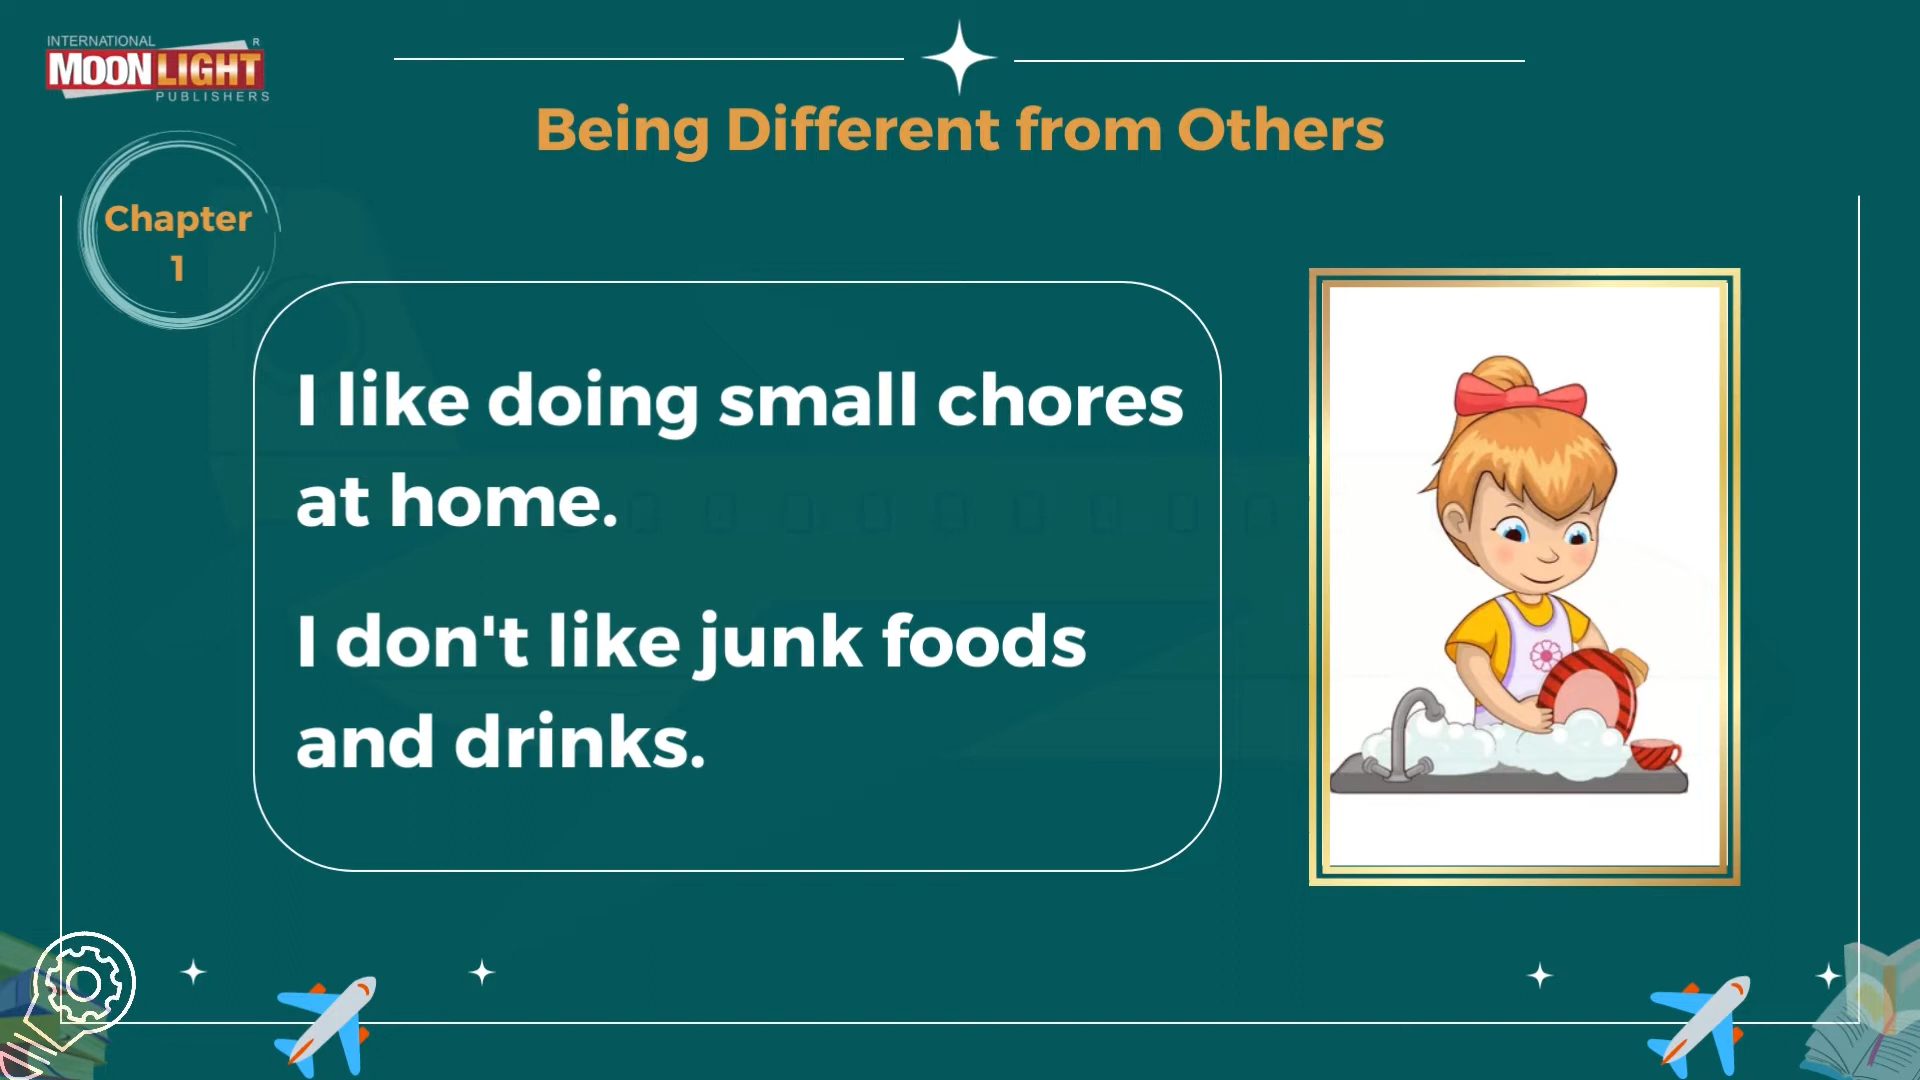 INTERNATIONAL R
MOONLIGHT
PUBLISHERS
Being Different from Others
Chapter
1
I like doing small chores
at home.
I don't like junk foods
and drinks.